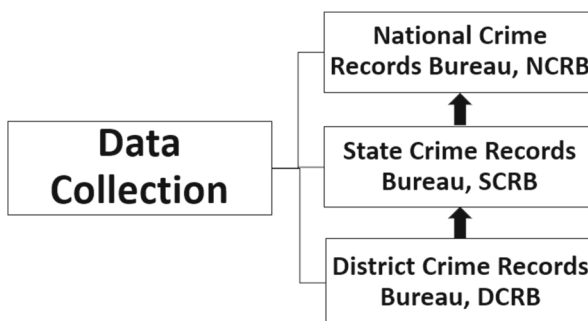 National Crime
Records Bureau, NCRB
Data
Collection
State Crime Records
Bureau, SCRB
District Crime Records
Bureau, DCRB